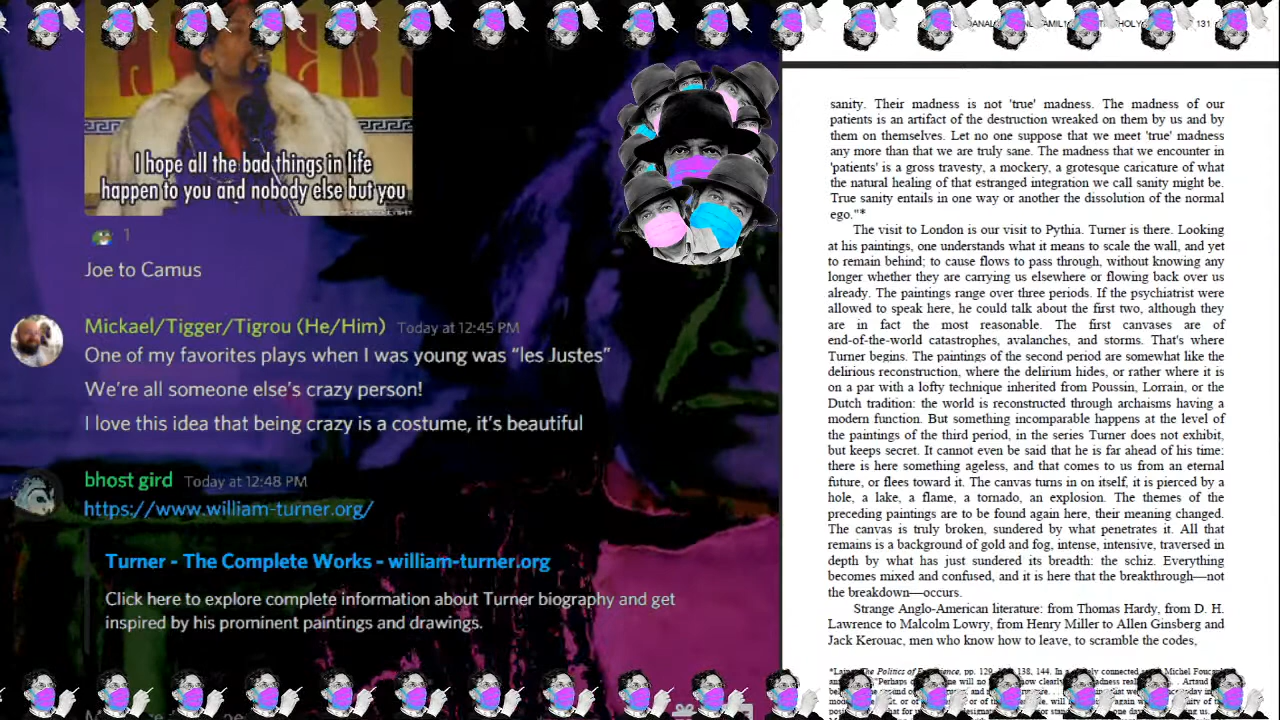 I hope all the bad things in life
happen to you and nobody else but you
1
Joe to Camus
Mickael/Tigger/Tigrou (He/Him) Today at 12:45 PM
One of my favorites plays when I was young was “les Justes”
We’re all someone else’s crazy person!
I love this idea that being crazy is a costume, it’s beautiful
bhost gird Today at 12:48 PM
https://www.william-turner.org/
Turner - The Complete Works - william-turner.org
Click here to explore complete information about Turner biography and get
inspired by his prominent paintings and drawings.
131
sanity. Their madness is not 'true' madness. The madness of our
patients is an artifact of the destruction wreaked on them by us and by
them on themselves. Let no one suppose that we meet 'true' madness
any more than that we are truly sane. The madness that we encounter in
'patients' is a gross travesty, a mockery, a grotesque caricature of what
the natural healing of that estranged integration we call sanity might be.
True sanity entails in one way or another the dissolution of the normal
ego."*
The visit to London is our visit to Pythia. Turner is there. Looking
at his paintings, one understands what it means to scale the wall, and yet
to remain behind; to cause flows to pass through, without knowing any
longer whether they are carrying us elsewhere or flowing back over us
already. The paintings range over three periods. If the psychiatrist were
allowed to speak here, he could talk about the first two, although they
are in fact the most reasonable. The first canvases are of
end-of-the-world catastrophes, avalanches, and storms. That's where
Turner begins. The paintings of the second period are somewhat like the
delirious reconstruction, where the delirium hides, or rather where it is
on a par with a lofty technique inherited from Poussin, Lorrain, or the
Dutch tradition: the world is reconstructed through archaisms having a
modern function. But something incomparable happens at the level of
the paintings of the third period, in the series Turner does not exhibit,
but keeps secret. It cannot even be said that he is far ahead of his time:
there is here something ageless, and that comes to us from an eternal
future, or flees toward it. The canvas turns in on itself, it is pierced by a
hole, a lake, a flame, a tornado, an explosion. The themes of the
preceding paintings are to be found again here, their meaning changed.
The canvas is truly broken, sundered by what penetrates it. All that
remains is a background of gold and fog, intense, intensive, traversed in
depth by what has just sundered its breadth: the schiz. Everything
becomes mixed and confused, and it is here that the breakthrough—not
the breakdown—occurs.
Strange Anglo-American literature: from Thomas Hardy, from D. H.
Lawrence to Malcolm Lowry, from Henry Miller to Allen Ginsberg and
Jack Kerouac, men who know how to leave, to scramble the codes,
The Politics of pp. 129, 138, 144. In a connected Michel